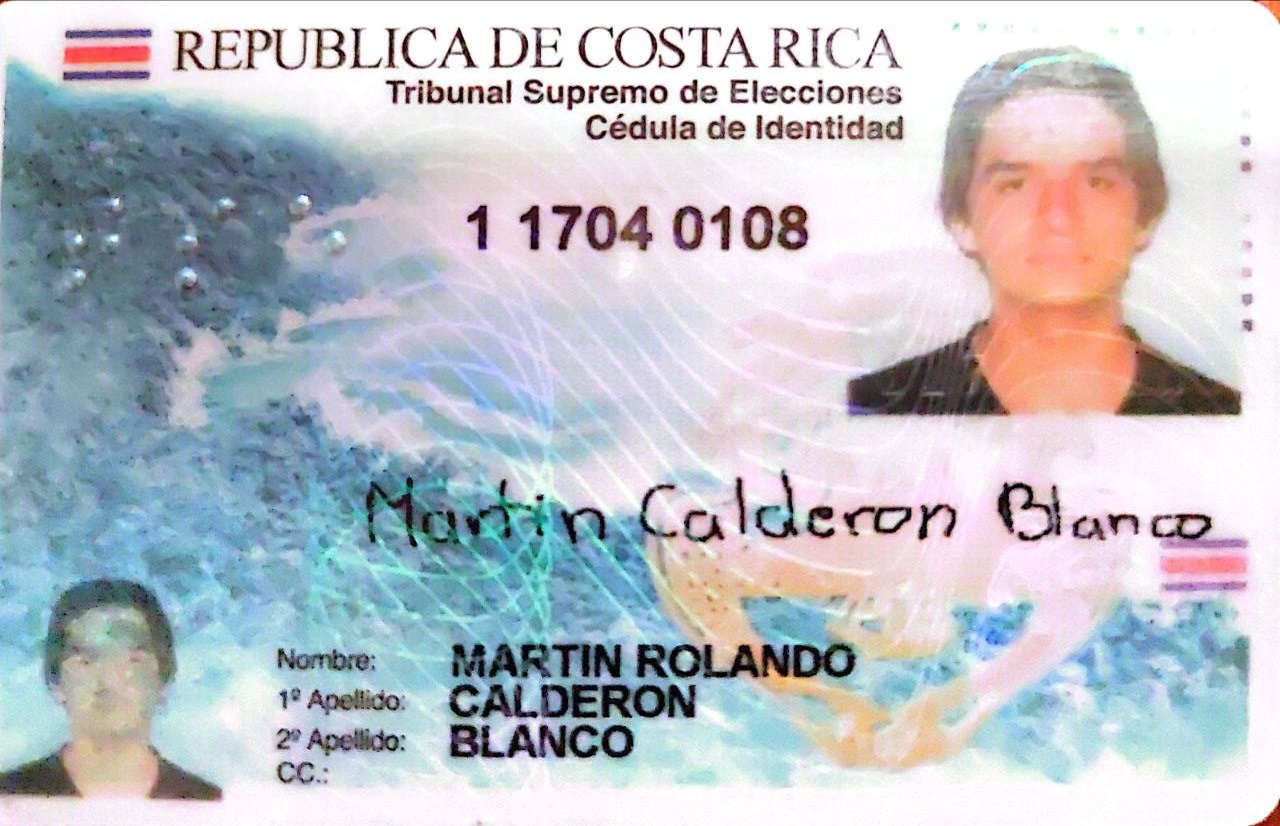 REPUBLICA DE COSTA RICA
Tribunal Supremo de Elecciones
Cédula de Identidad
1 1704 0108
Martin Calderon Blanco
Nombre: MARTIN ROLANDO
1º Apellido: CALDERON
2º Apellido: BLANCO
CC.: